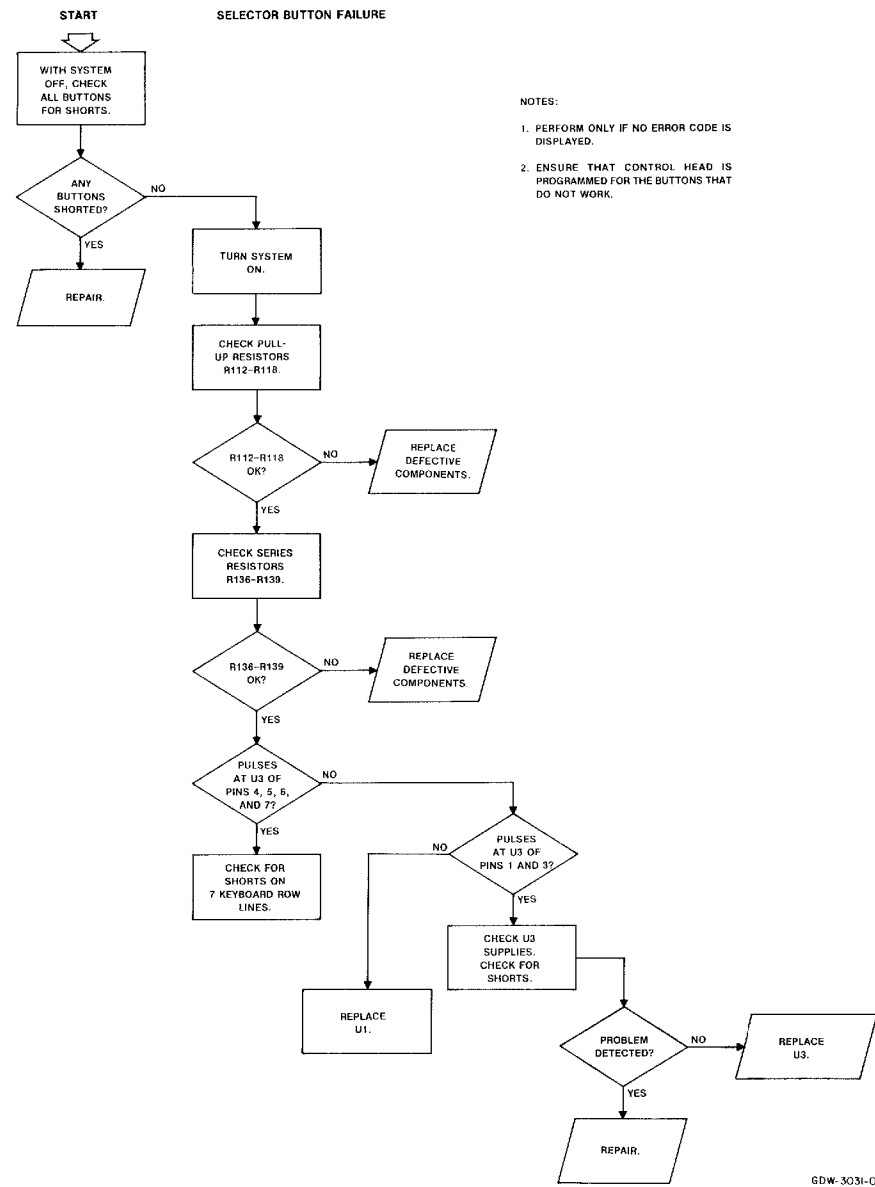 START
SELECTOR BUTTON FAILURE
WITH SYSTEM
OFF, CHECK
ALL BUTTONS
FOR SHORTS.
NOTES:
1. PERFORM ONLY IF NO ERROR CODE IS
DISPLAYED.
2. ENSURE THAT CONTROL HEAD IS
PROGRAMMED FOR THE BUTTONS THAT
DO NOT WORK.
ANY
BUTTONS
SHORTED?
NO
YES
REPAIR.
TURN SYSTEM
ON.
CHECK PULL-
UP RESISTORS
R112-R118.
R112-R118
OK?
NO
REPLACE
DEFECTIVE
COMPONENTS.
YES
CHECK SERIES
RESISTORS
R136-R139.
R136-R139
OK?
NO
REPLACE
DEFECTIVE
COMPONENTS.
YES
PULSES
AT U3 OF
PINS 4, 5, 6,
AND 7?
NO
YES
CHECK FOR
SHORTS ON
7 KEYBOARD ROW
LINES.
PULSES
AT U3 OF
PINS 1 AND 3?
NO
YES
CHECK U3
SUPPLIES.
CHECK FOR
SHORTS.
REPLACE
U1.
PROBLEM
DETECTED?
NO
REPLACE
U3.
YES
REPAIR.
GDW-3031-O